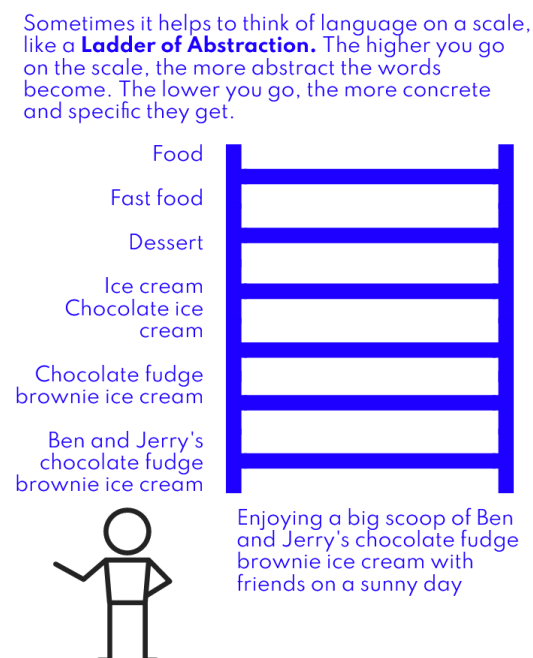 Sometimes it helps to think of language on a scale,
like a Ladder of Abstraction. The higher you go
on the scale, the more abstract the words
become. The lower you go, the more concrete
and specific they get.
Food
Fast food
Dessert
Ice cream
Chocolate ice
cream
Chocolate fudge
brownie ice cream
Ben and Jerry's
chocolate fudge
brownie ice cream
Enjoying a big scoop of Ben
and Jerry's chocolate fudge
brownie ice cream with
friends on a sunny day